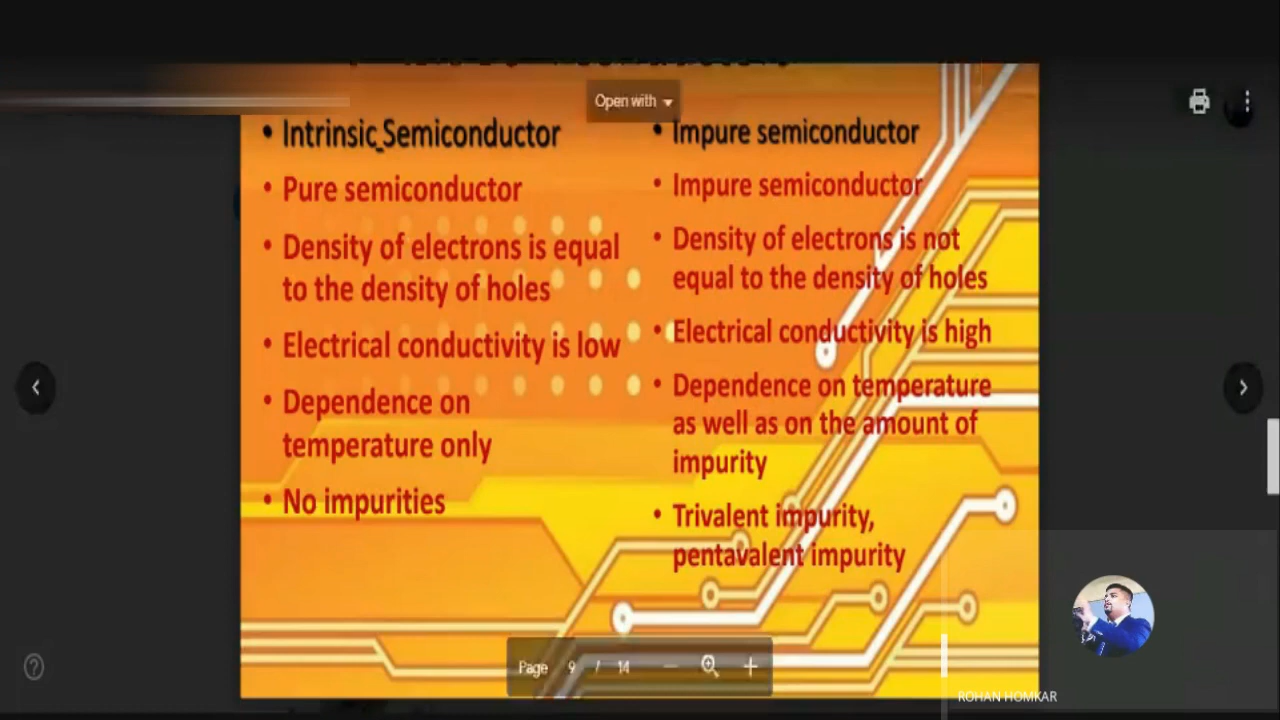 Open with
• Intrinsic_Semiconductor
• Pure semiconductor
• Density of electrons is equal
to the density of holes
• Electrical conductivity is low
• Dependence on
temperature only
• No impurities
• Impure semiconductor
• Impure semiconductor
• Density of electrons is not
equal to the density of holes
• Electrical conductivity is high
• Dependence on temperature
as well as on the amount of
impurity
• Trivalent impurity,
pentavalent impurity
Page 9 / 14
ROHAN HOMKAR